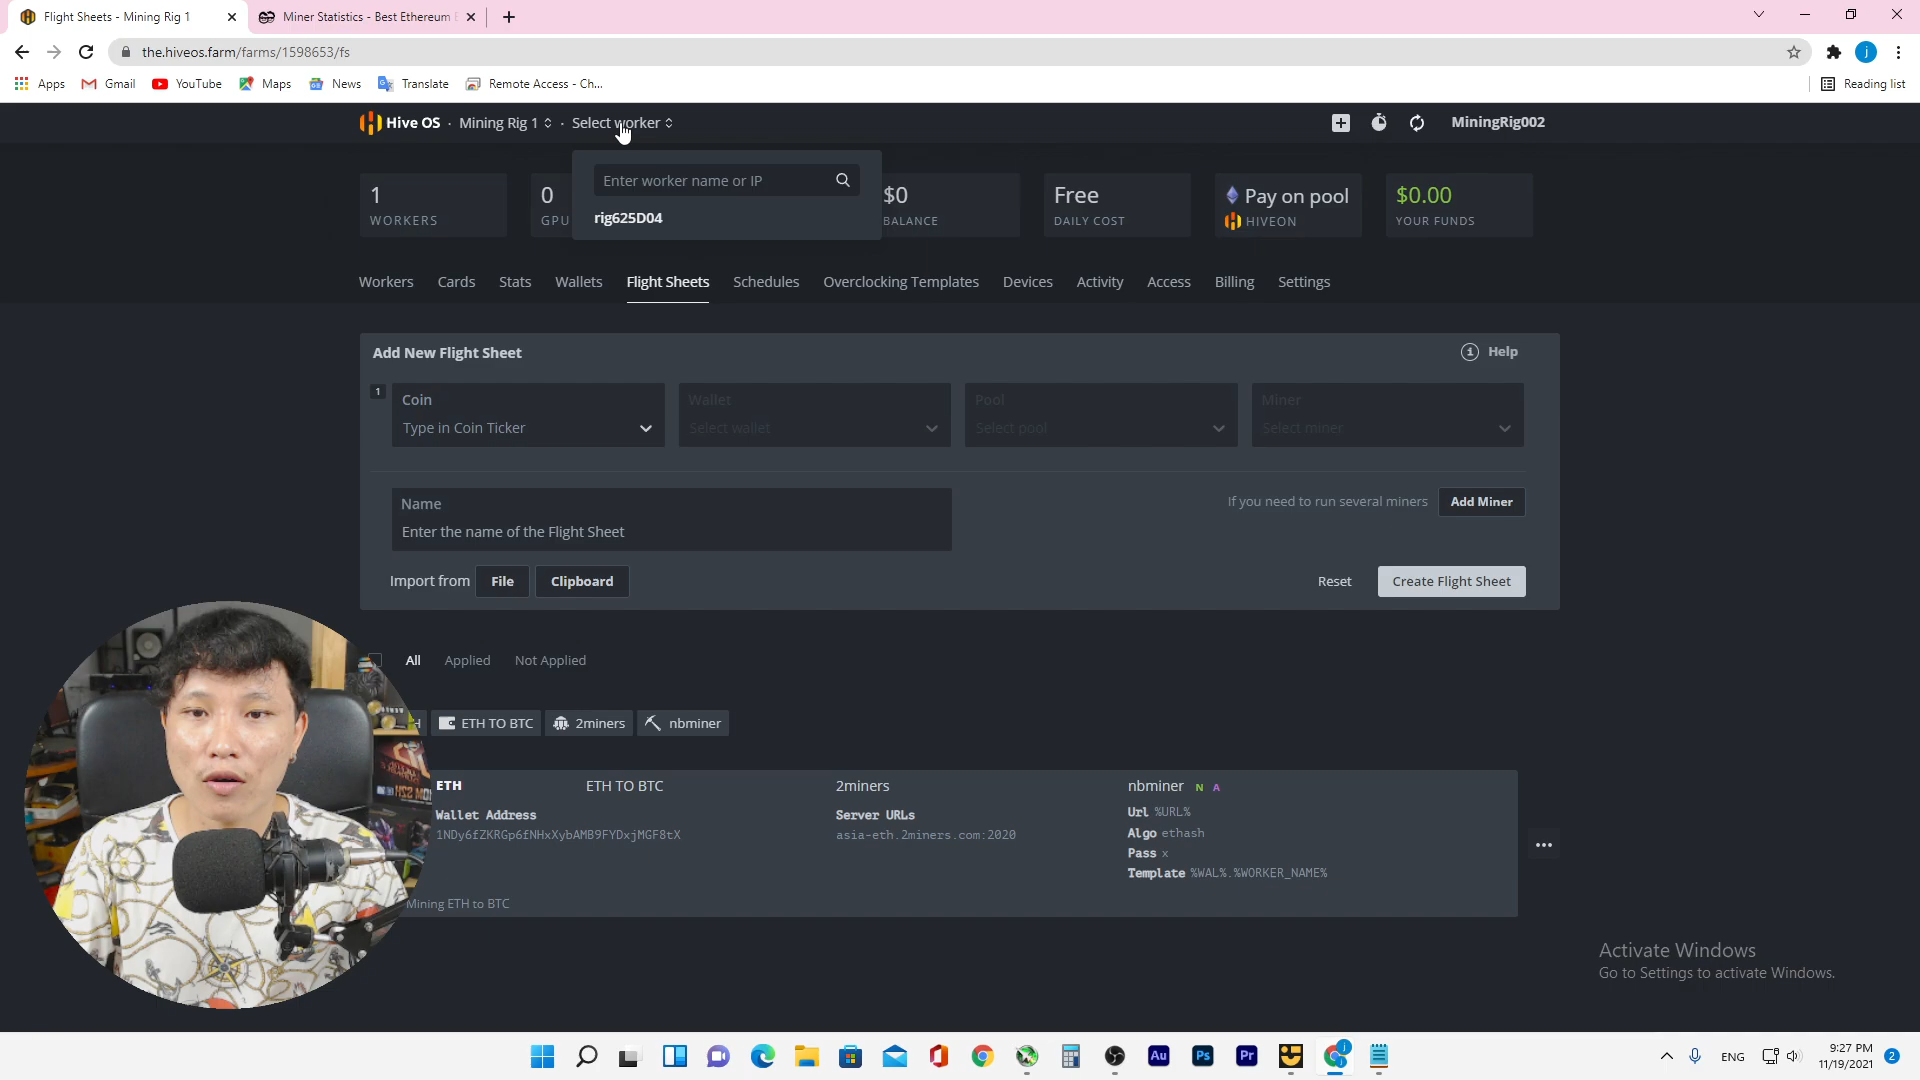 Flight Sheets - Mining Rig 1
Miner Statistics - Best Ethereum
the.hiveos.farm/farms/1598653/fs
j
Apps
Gmail
YouTube
Maps
News
Translate
Remote Access - Ch...
Reading list
Hive OS · Mining Rig 1 · Select worker
MiningRig002
Enter worker name or IP
rig625D04
1
WORKERS
0
GPU
$0
BALANCE
Free
DAILY COST
Pay on pool
HIVEON
$0.00
YOUR FUNDS
Workers
Cards
Stats
Wallets
Flight Sheets
Schedules
Overclocking Templates
Devices
Activity
Access
Billing
Settings
Add New Flight Sheet
Help
1
Coin
Type in Coin Ticker
Wallet
Select wallet
Pool
Select pool
Miner
Select miner
Name
Enter the name of the Flight Sheet
If you need to run several miners
Add Miner
Import from
File
Clipboard
Reset
Create Flight Sheet
All
Applied
Not Applied
H
ETH TO BTC
2miners
nbminer
ETH
ETH TO BTC
2miners
nbminer N A
Wallet Address
1NDy6fZKRGp6fNHxXybAMB9FYDxjMGF8tX
Server URLs
asia-eth.2miners.com:2020
Url %URL%
Algo ethash
Pass x
Template %WAL%.%WORKER_NAME%
Mining ETH to BTC
Activate Windows
Go to Settings to activate Windows.
Au
Ps
Pr
ENG
9:27 PM
11/19/2021
2